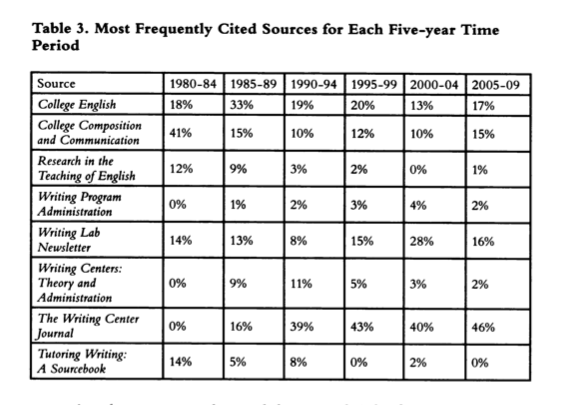 Table 3. Most Frequently Cited Sources for Each Five-year Time
Period
Source 1980-84 1985-89 1990-94 1995-99 2000-04 2005-09
College English 18% 33% 19% 20% 13% 17%
College Composition
and Communication 41% 15% 10% 12% 10% 15%
Research in the
Teaching of English 12% 9% 3% 2% 0% 1%
Writing Program
Administration 0% 1% 2% 3% 4% 2%
Writing Lab
Newsletter 14% 13% 8% 15% 28% 16%
Writing Centers:
Theory and
Administration 0% 9% 11% 5% 3% 2%
The Writing Center
Journal 0% 16% 39% 43% 40% 46%
Tutoring Writing:
A Sourcebook 14% 5% 8% 0% 2% 0%